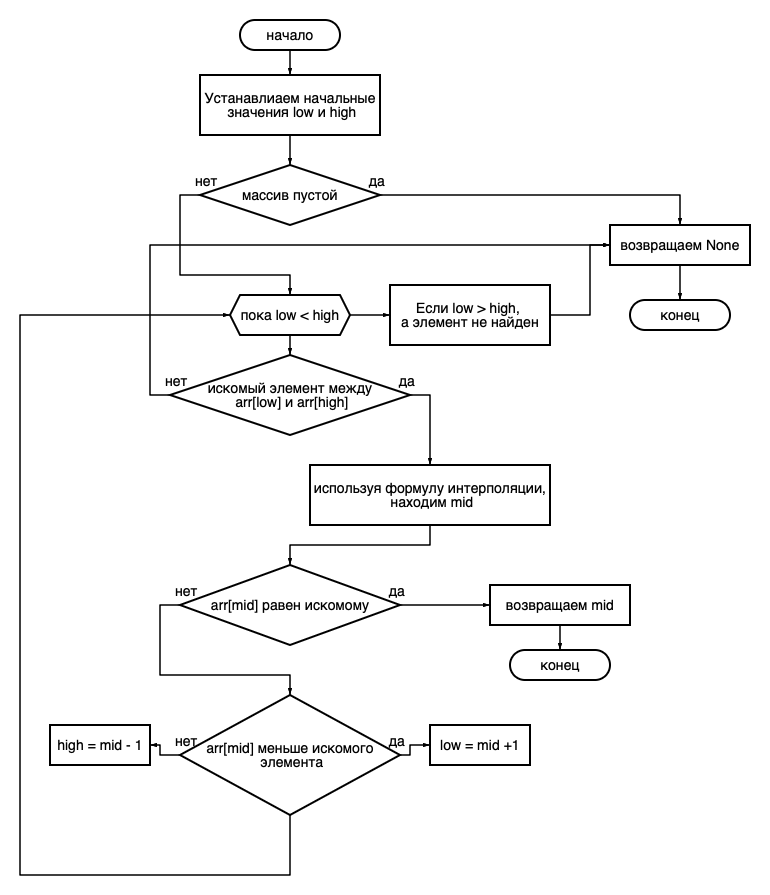 начало
Устанавлиаем начальные
значения low и high
нет
да
массив пустой
возвращаем None
пока low < high
Если low > high,
а элемент не найден
конец
нет
да
искомый элемент между
arr[low] и arr[high]
используя формулу интерполяции,
находим mid
нет
да
arr[mid] равен искомому
возвращаем mid
конец
high = mid - 1
нет
arr[mid] меньше искомого
элемента
да
low = mid +1